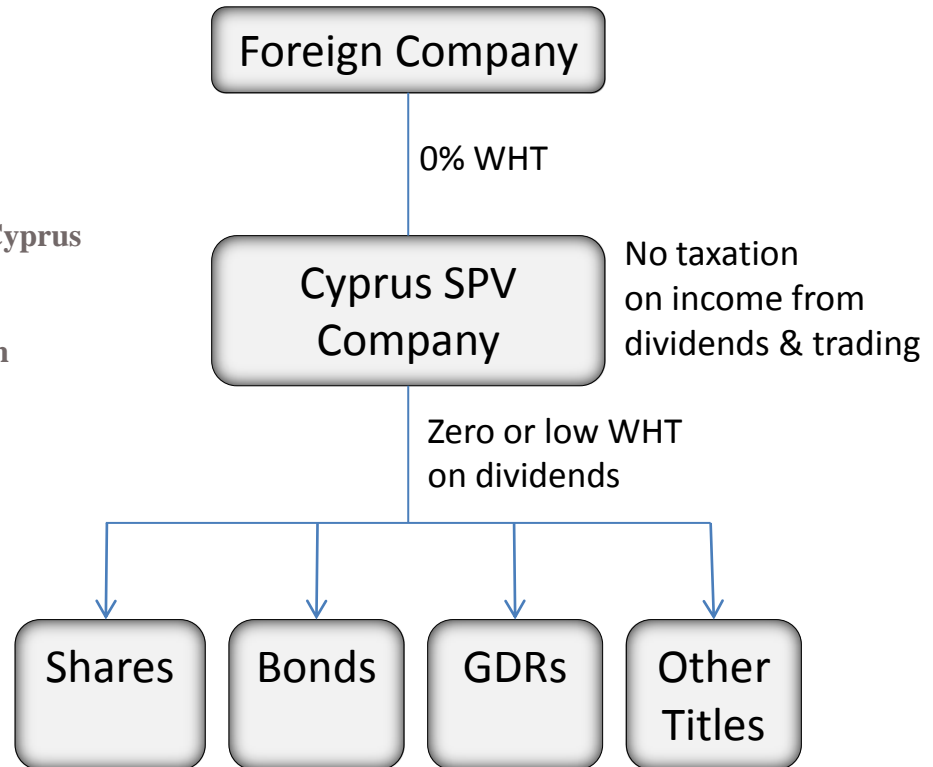 Foreign Company
0% WHT
Cyprus
Cyprus SPV
Company
No taxation
on income from
dividends & trading
Zero or low WHT
on dividends
Shares
Bonds
GDRs
Other
Titles